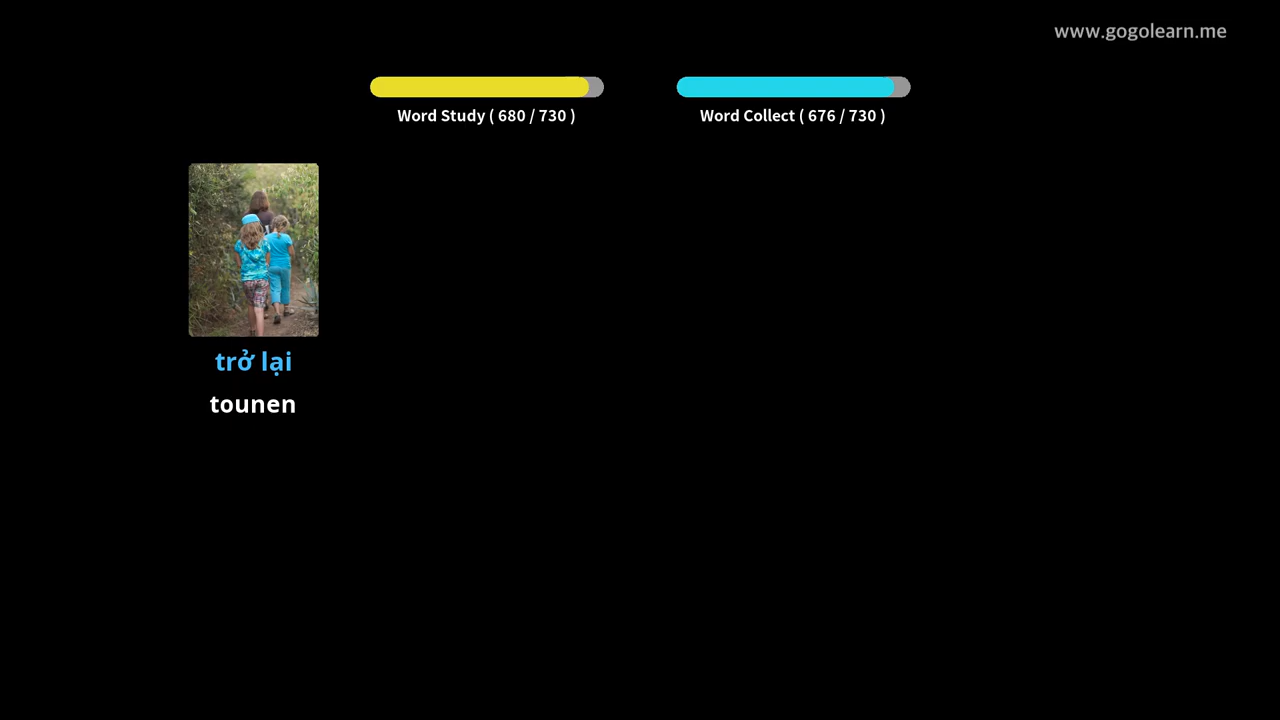 www.gogolearn.me
Word Study ( 680 / 730 )
Word Collect ( 676 / 730 )
trở lại
tounen